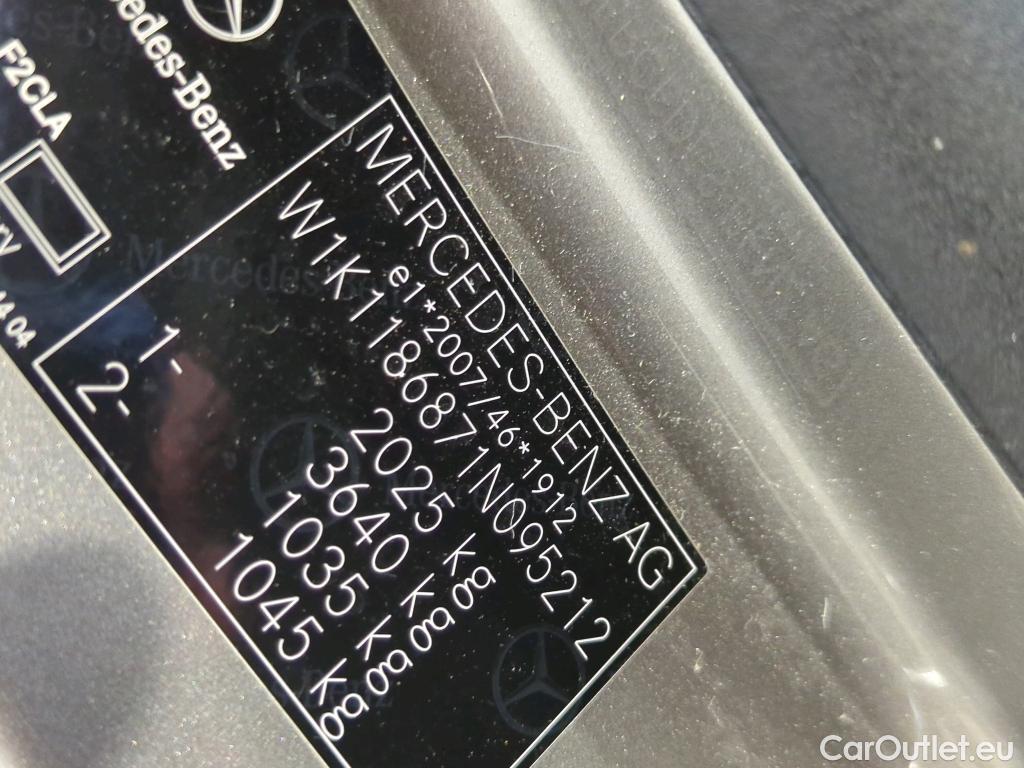 MERCEDES-BENZ AG
e1*2007/46*1912
W1K1186871N095212
2025 kg
3640 kg
1- 1035 kg
2- 1045 kg
Mercedes-Benz
F2CLA
CarOutlet.eu